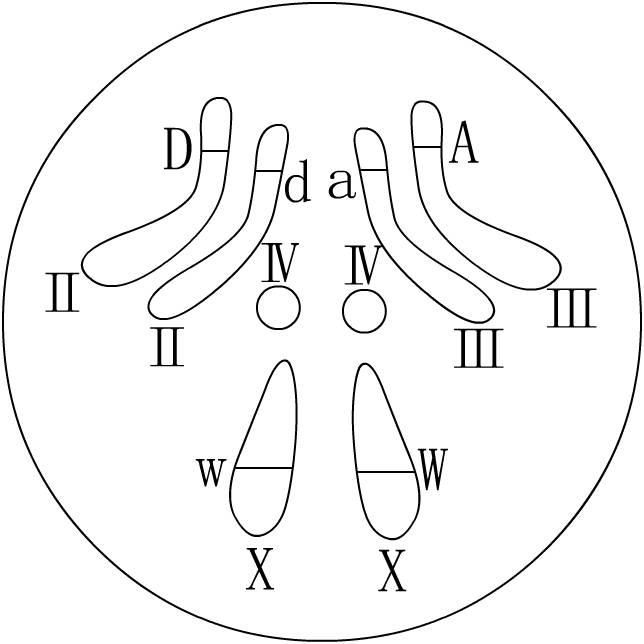 D A
d a
Ⅱ Ⅳ Ⅳ Ⅲ
Ⅱ Ⅲ
w W
X X